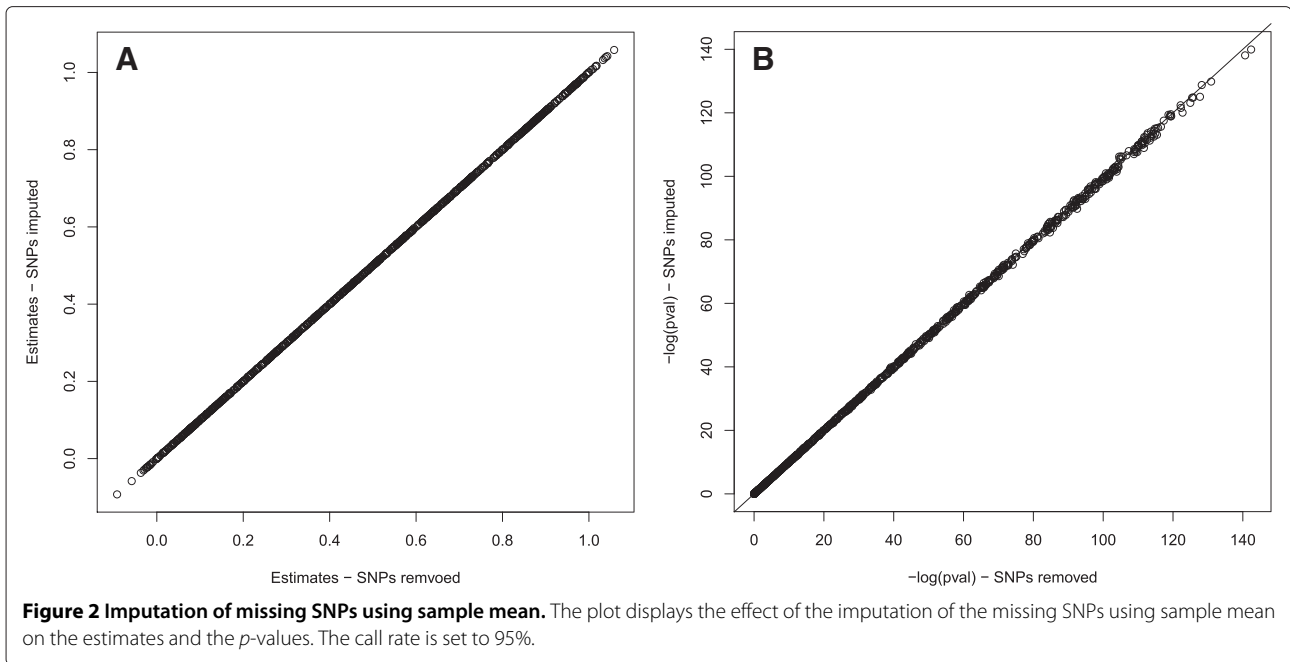 A
Estimates − SNPs imputed
1.0
0.8
0.6
0.4
0.2
0.0
0.0 0.2 0.4 0.6 0.8 1.0
Estimates − SNPs remvoed
B
−log(pval) − SNPs imputed
140
120
100
80
60
40
20
0
0 20 40 60 80 100 120 140
−log(pval) − SNPs removed
Figure 2 Imputation of missing SNPs using sample mean. The plot displays the effect of the imputation of the missing SNPs using sample mean
on the estimates and the p-values. The call rate is set to 95%.